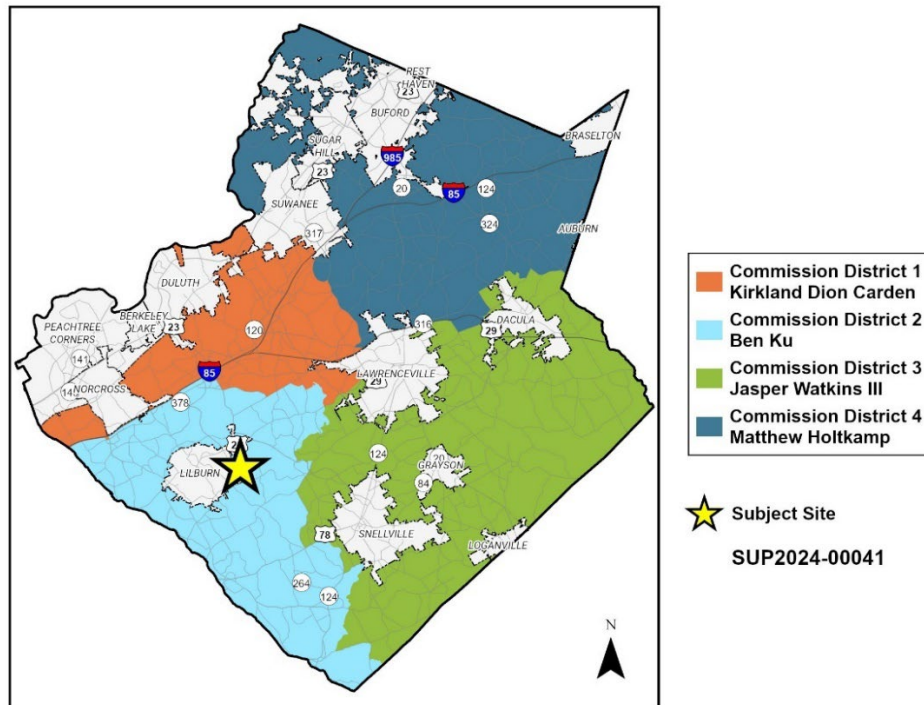 REST
HAVEN
23
BUFORD
BRASELTON
SUGAR
HILL
23
985
20
85
124
SUWANEE
324
AUBURN
317
DULUTH
BERKELEY
LAKE
23
PEACHTREE
CORNERS
141
120
316
29
DACULA
LAWRENCEVILLE
29
85
NORCROSS
378
LILBURN
124
20
GRAYSON
84
78
SNELLVILLE
LOGANVILLE
264
124
N
Commission District 1
Kirkland Dion Carden
Commission District 2
Ben Ku
Commission District 3
Jasper Watkins III
Commission District 4
Matthew Holtkamp
Subject Site
SUP2024-00041